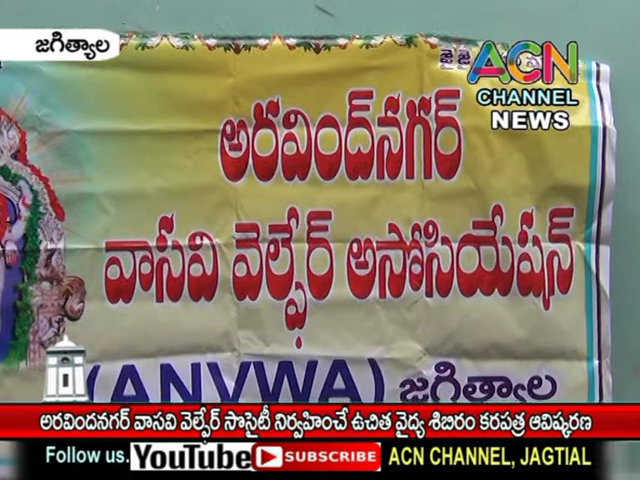 జగిత్యాల
ACN
CHANNEL
NEWS
అరవింద్‌నగర్
వాసవి వెల్ఫేర్ అసోసియేషన్
(ANVWA) జగిత్యాల
అరవిందనగర్ వాసవి వెల్ఫేర్ సొసైటీ నిర్వహించే ఉచిత వైద్య శిబిరం కరపత్ర ఆవిష్కరణ
Follow us. YouTube SUBSCRIBE ACN CHANNEL, JAGTIAL